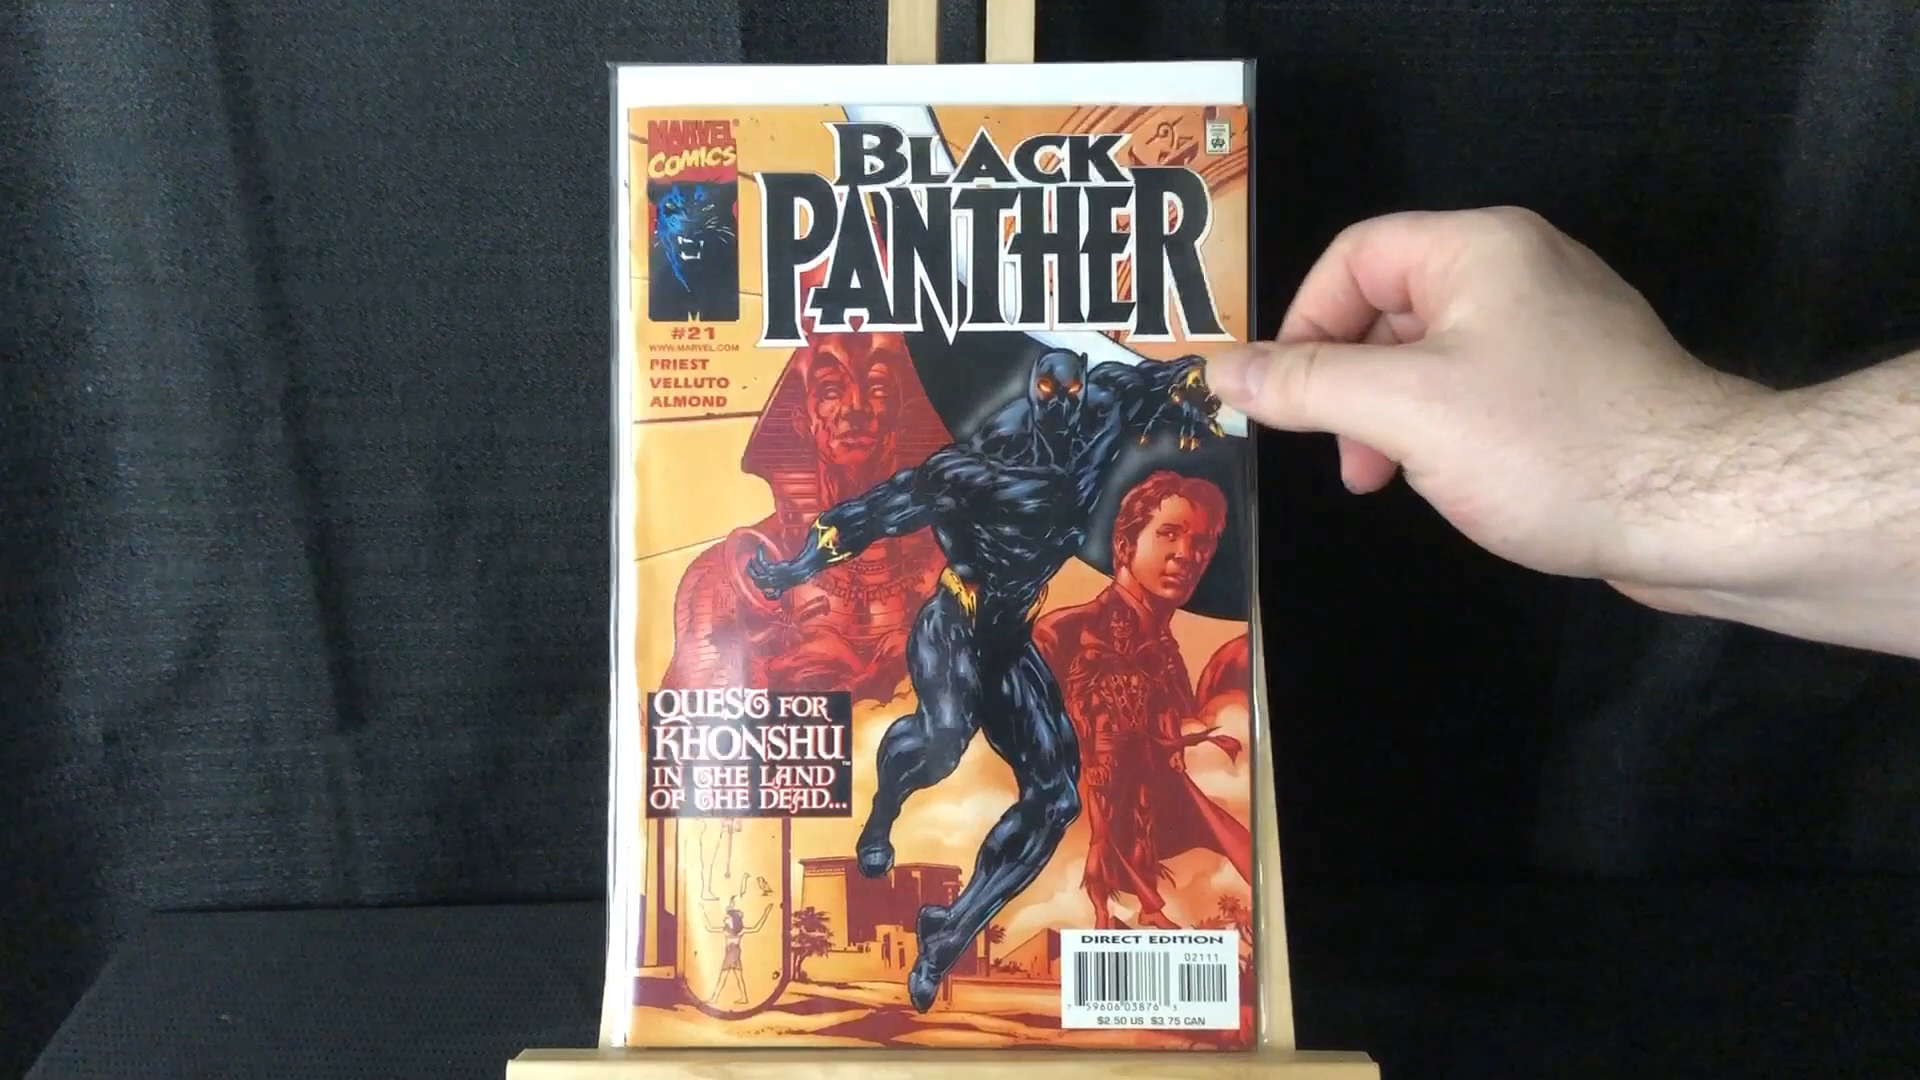 MARVEL
COMICS
BLACK
PANTHER
#21
WWW.MARVEL.COM
PRIEST
VELLUTO
ALMOND
QUEST FOR
KHONSHU™
IN THE LAND
OF THE DEAD...
DIRECT EDITION
02111
7 59606 03876 3
$2.50 US $3.75 CAN